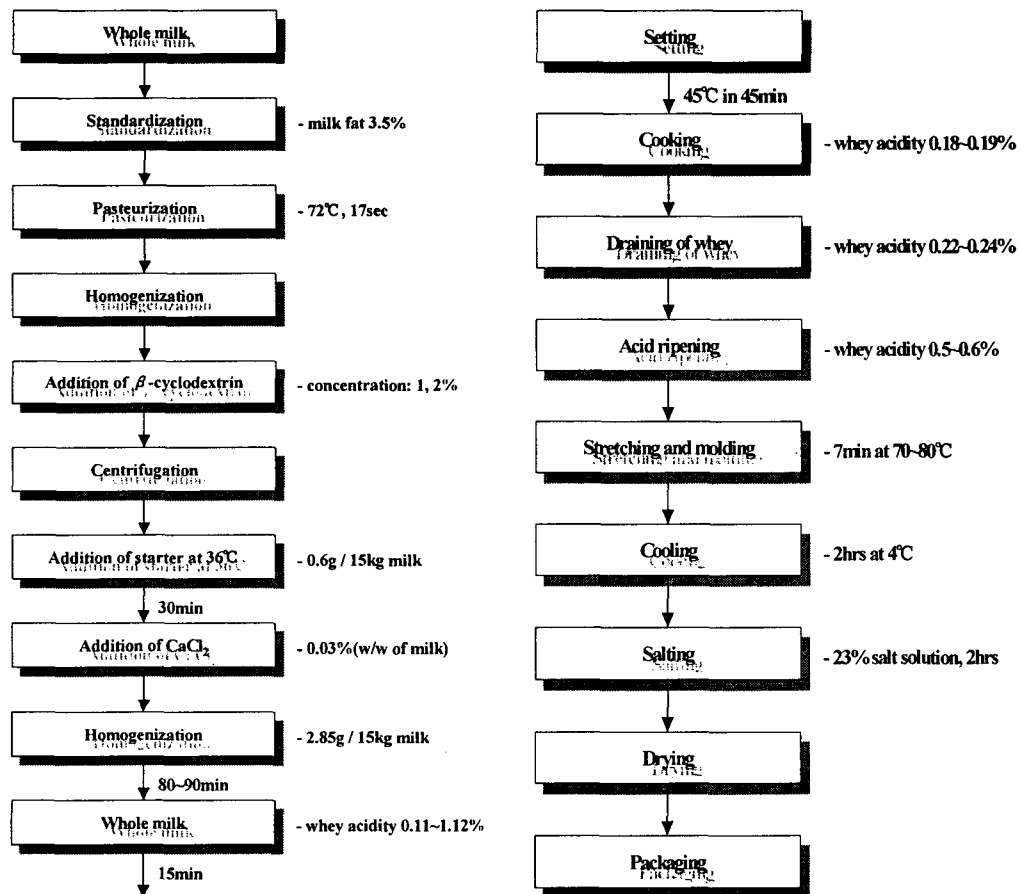 Whole milk
Standardization
- milk fat 3.5%
Pasteurization
- 72℃, 17sec
Homogenization
Addition of β-cyclodextrin
- concentration: 1, 2%
Centrifugation
Addition of starter at 36℃
- 0.6g / 15kg milk
30min
Addition of CaCl₂
- 0.03%(w/w of milk)
Homogenization
- 2.85g / 15kg milk
80~90min
Whole milk
- whey acidity 0.11~1.12%
15min
Setting
45℃ in 45min
Cooking
- whey acidity 0.18~0.19%
Draining of whey
- whey acidity 0.22~0.24%
Acid ripening
- whey acidity 0.5~0.6%
Stretching and molding
- 7min at 70~80℃
Cooling
- 2hrs at 4℃
Salting
- 23% salt solution, 2hrs
Drying
Packaging